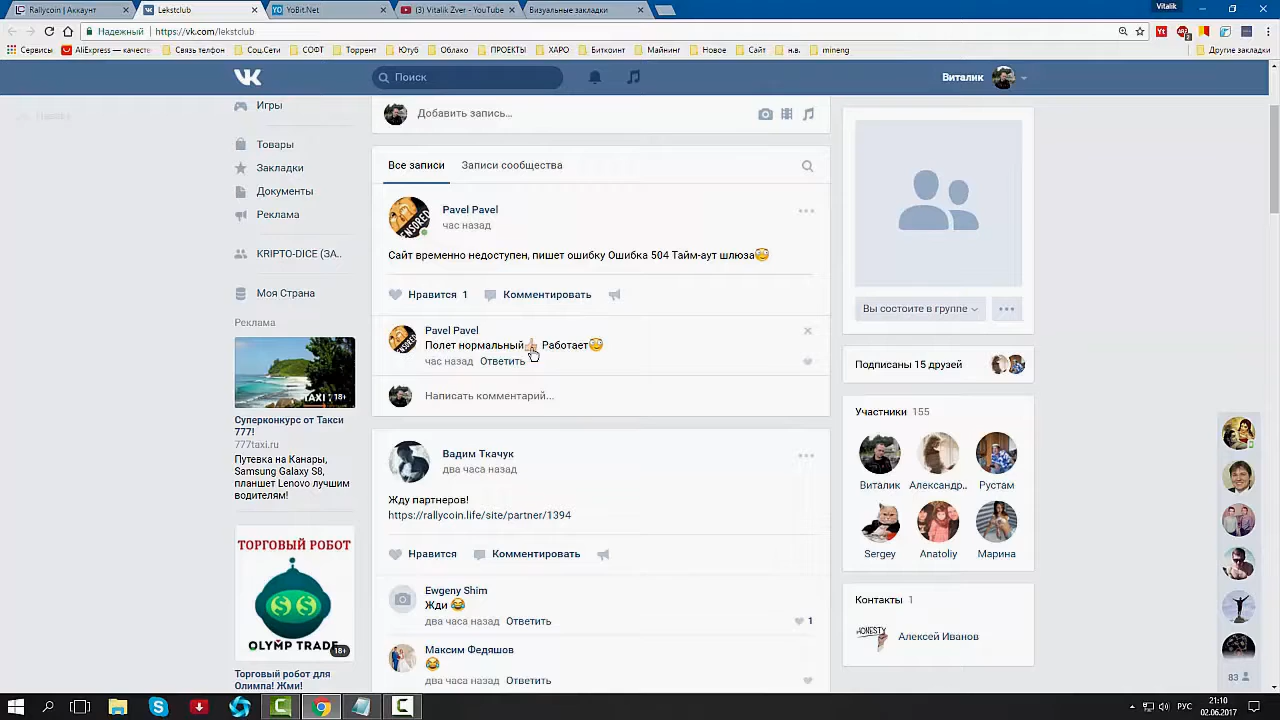 Rallycoin | Аккаунт
Lekstclub
YoBit.Net
(3) Vitalik Zver - YouTube
Визуальные закладки
Vitalik
Надежный
https://vk.com/lekstclub
Сервисы
AliExpress — качеств
Связь телфон
Соц.Сети
СОФТ
Торрент
Ютуб
Облако
ПРОЕКТЫ
ХАРО
Биткоинт
Майнинг
Новое
Сайт
н.в.
mineng
Другие закладки
Поиск
Виталик
Игры
Товары
Закладки
Документы
Реклама
KRIPTO-DICE (ЗА..
Моя Страна
Реклама
TAXI
18+
Суперконкурс от Такси
777!
777taxi.ru
Путевка на Канары,
Samsung Galaxy S8,
планшет Lenovo лучшим
водителям!
ТОРГОВЫЙ РОБОТ
OLYMP TRADE
18+
Торговый робот для
Олимпа! Жми!
Добавить запись...
Все записи
Записи сообщества
CENSORED
Pavel Pavel
час назад
Сайт временно недоступен, пишет ошибку Ошибка 504 Тайм-аут шлюза
Нравится 1
Комментировать
Pavel Pavel
Полет нормальный Работает
час назад Ответить
Написать комментарий...
Вадим Ткачук
два часа назад
Жду партнеров!
https://rallycoin.life/site/partner/1394
Нравится
Комментировать
Ewgeny Shim
Жди
два часа назад Ответить
1
Максим Федяшов
два часа назад Ответить
Вы состоите в группе
Подписаны 15 друзей
Участники 155
Виталик
Александр..
Рустам
Sergey
Anatoliy
Марина
Контакты 1
HONESTY
Алексей Иванов
83
РУС
21:10
02.06.2017